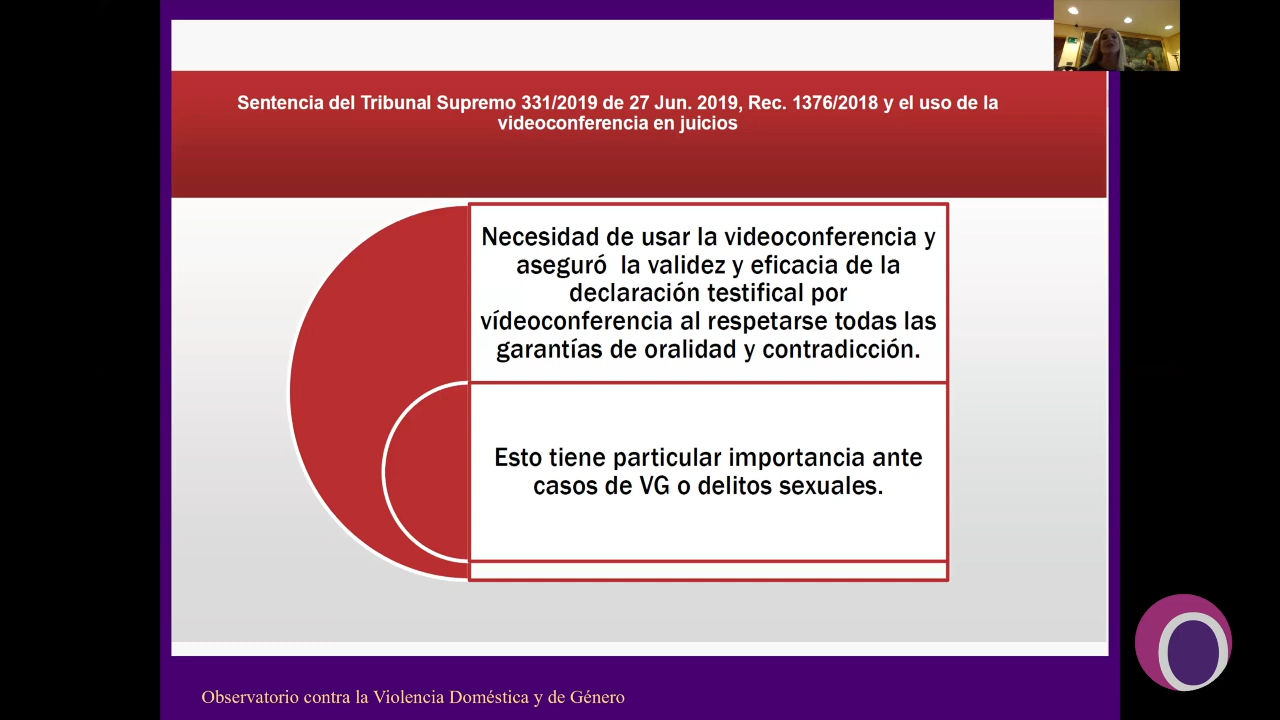 Sentencia del Tribunal Supremo 331/2019 de 27 Jun. 2019, Rec. 1376/2018 y el uso de la
videoconferencia en juicios
Necesidad de usar la videoconferencia y
aseguró la validez y eficacia de la
declaración testifical por
vídeoconferencia al respetarse todas las
garantías de oralidad y contradicción.
Esto tiene particular importancia ante
casos de VG o delitos sexuales.
Observatorio contra la Violencia Doméstica y de Género